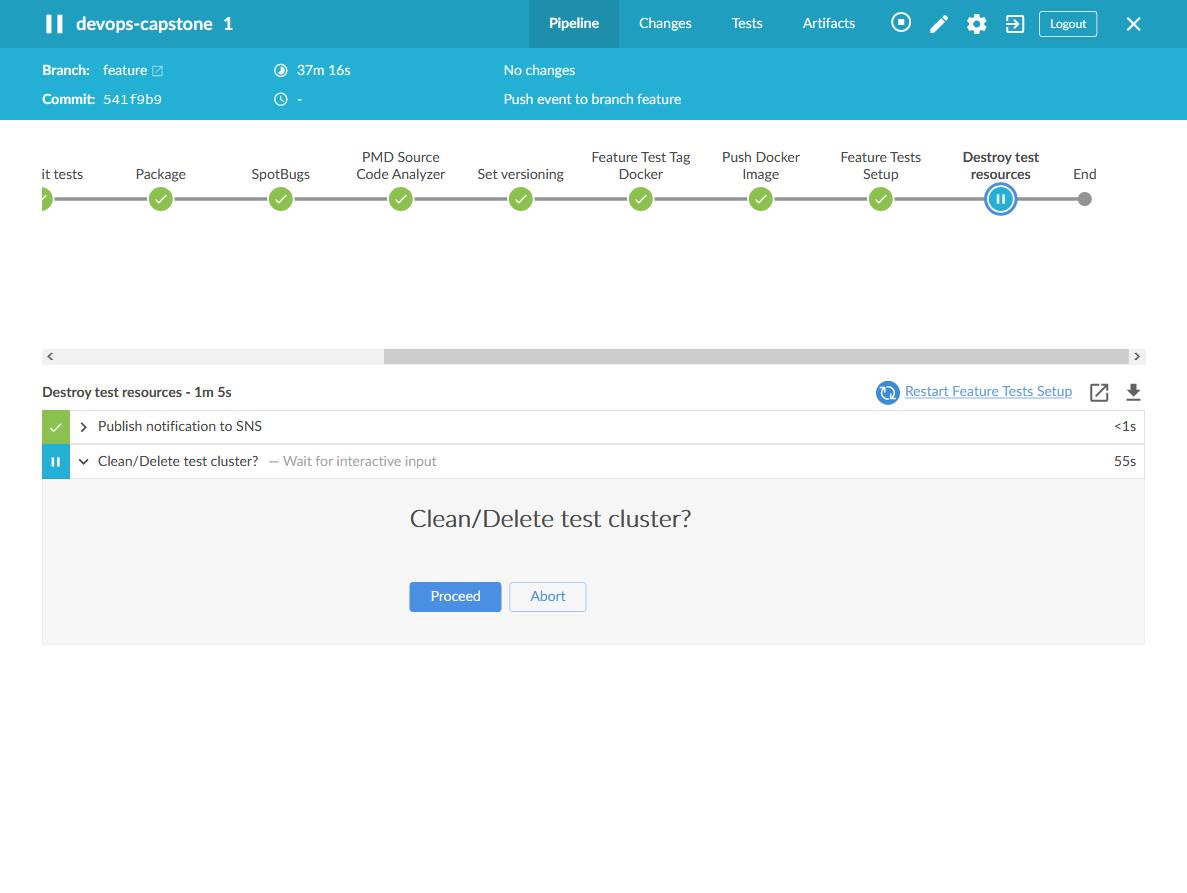 devops-capstone 1
Pipeline
Changes
Tests
Artifacts
Logout
Branch: feature
37m 16s
No changes
Commit: 541f9b9
-
Push event to branch feature
it tests
Package
SpotBugs
PMD Source
Code Analyzer
Set versioning
Feature Test Tag
Docker
Push Docker
Image
Feature Tests
Setup
Destroy test
resources
End
Destroy test resources - 1m 5s
Restart Feature Tests Setup
Publish notification to SNS
<1s
Clean/Delete test cluster? — Wait for interactive input
55s
Clean/Delete test cluster?
Proceed
Abort